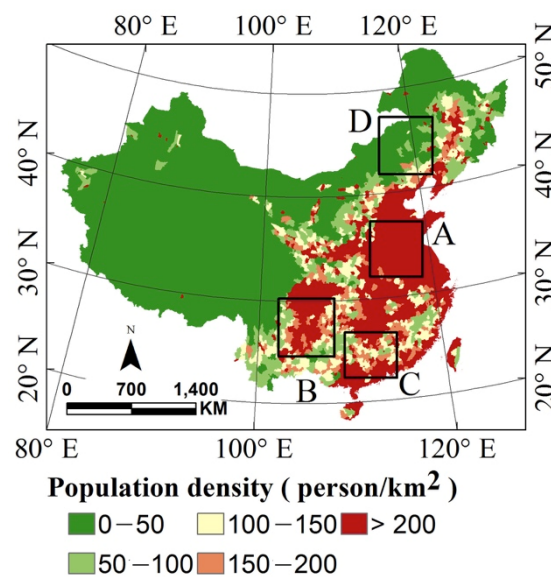 80° E 100° E 120° E
50° N
40° N
40° N
30° N
30° N
20° N
20° N
D
A
B
C
N
0 700 1,400
KM
80° E 100° E 120° E
Population density ( person/km²)
0–50 100–150 > 200
50–100 150–200